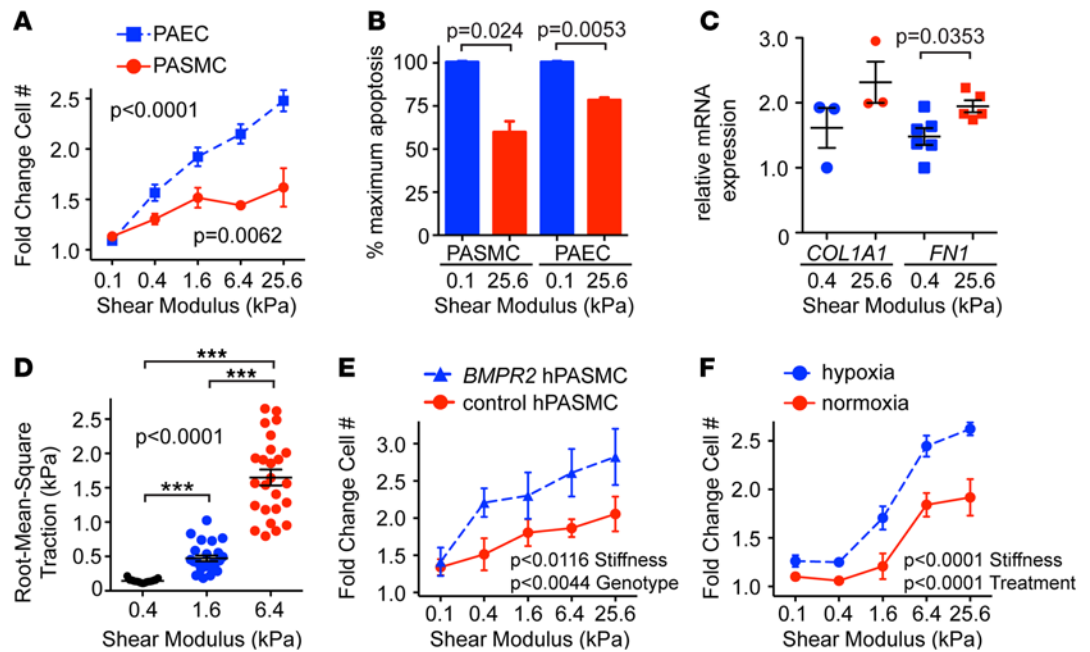 A
PAEC
PASMC
p<0.0001
p=0.0062
Fold Change Cell #
2.5
2.0
1.5
1.0
0.1 0.4 1.6 6.4 25.6
Shear Modulus (kPa)
B
p=0.024 p=0.0053
% maximum apoptosis
100
75
50
25
0
PASMC PAEC
0.1 25.6 0.1 25.6
Shear Modulus (kPa)
C
p=0.0353
relative mRNA
expression
3.0
2.0
1.0
0
COL1A1 FN1
0.4 25.6 0.4 25.6
Shear Modulus (kPa)
D
***
***
p<0.0001
***
Root-Mean-Square
Traction (kPa)
2.5
2.0
1.5
1.0
0.5
0
0.4 1.6 6.4
Shear Modulus (kPa)
E
BMPR2 hPASMC
control hPASMC
Fold Change Cell #
3.0
2.5
2.0
1.5
1.0
p<0.0116 Stiffness
p<0.0044 Genotype
0.1 0.4 1.6 6.4 25.6
Shear Modulus (kPa)
F
hypoxia
normoxia
Fold Change Cell #
2.5
2.0
1.5
1.0
p<0.0001 Stiffness
p<0.0001 Treatment
0.1 0.4 1.6 6.4 25.6
Shear Modulus (kPa)